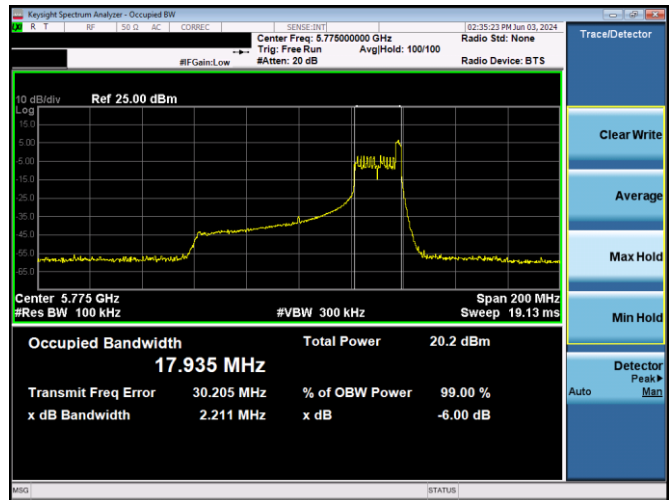 Keysight Spectrum Analyzer - Occupied BW
R T RF 50 Ω AC CORREC SENSE:INT 02:35:23 PM Jun 03, 2024
Center Freq: 5.775000000 GHz Radio Std: None
Trig: Free Run Avg|Hold: 100/100
#IFGain:Low #Atten: 20 dB Radio Device: BTS
Trace/Detector
10 dB/div Ref 25.00 dBm
Log
15.0
5.00
-5.00
-15.0
-25.0
-35.0
-45.0
-55.0
-65.0
Center 5.775 GHz Span 200 MHz
#Res BW 100 kHz #VBW 300 kHz Sweep 19.13 ms
Occupied Bandwidth Total Power 20.2 dBm
17.935 MHz
Transmit Freq Error 30.205 MHz % of OBW Power 99.00 %
x dB Bandwidth 2.211 MHz x dB -6.00 dB
Clear Write
Average
Max Hold
Min Hold
Detector
Peak▶
Auto Man
MSG STATUS